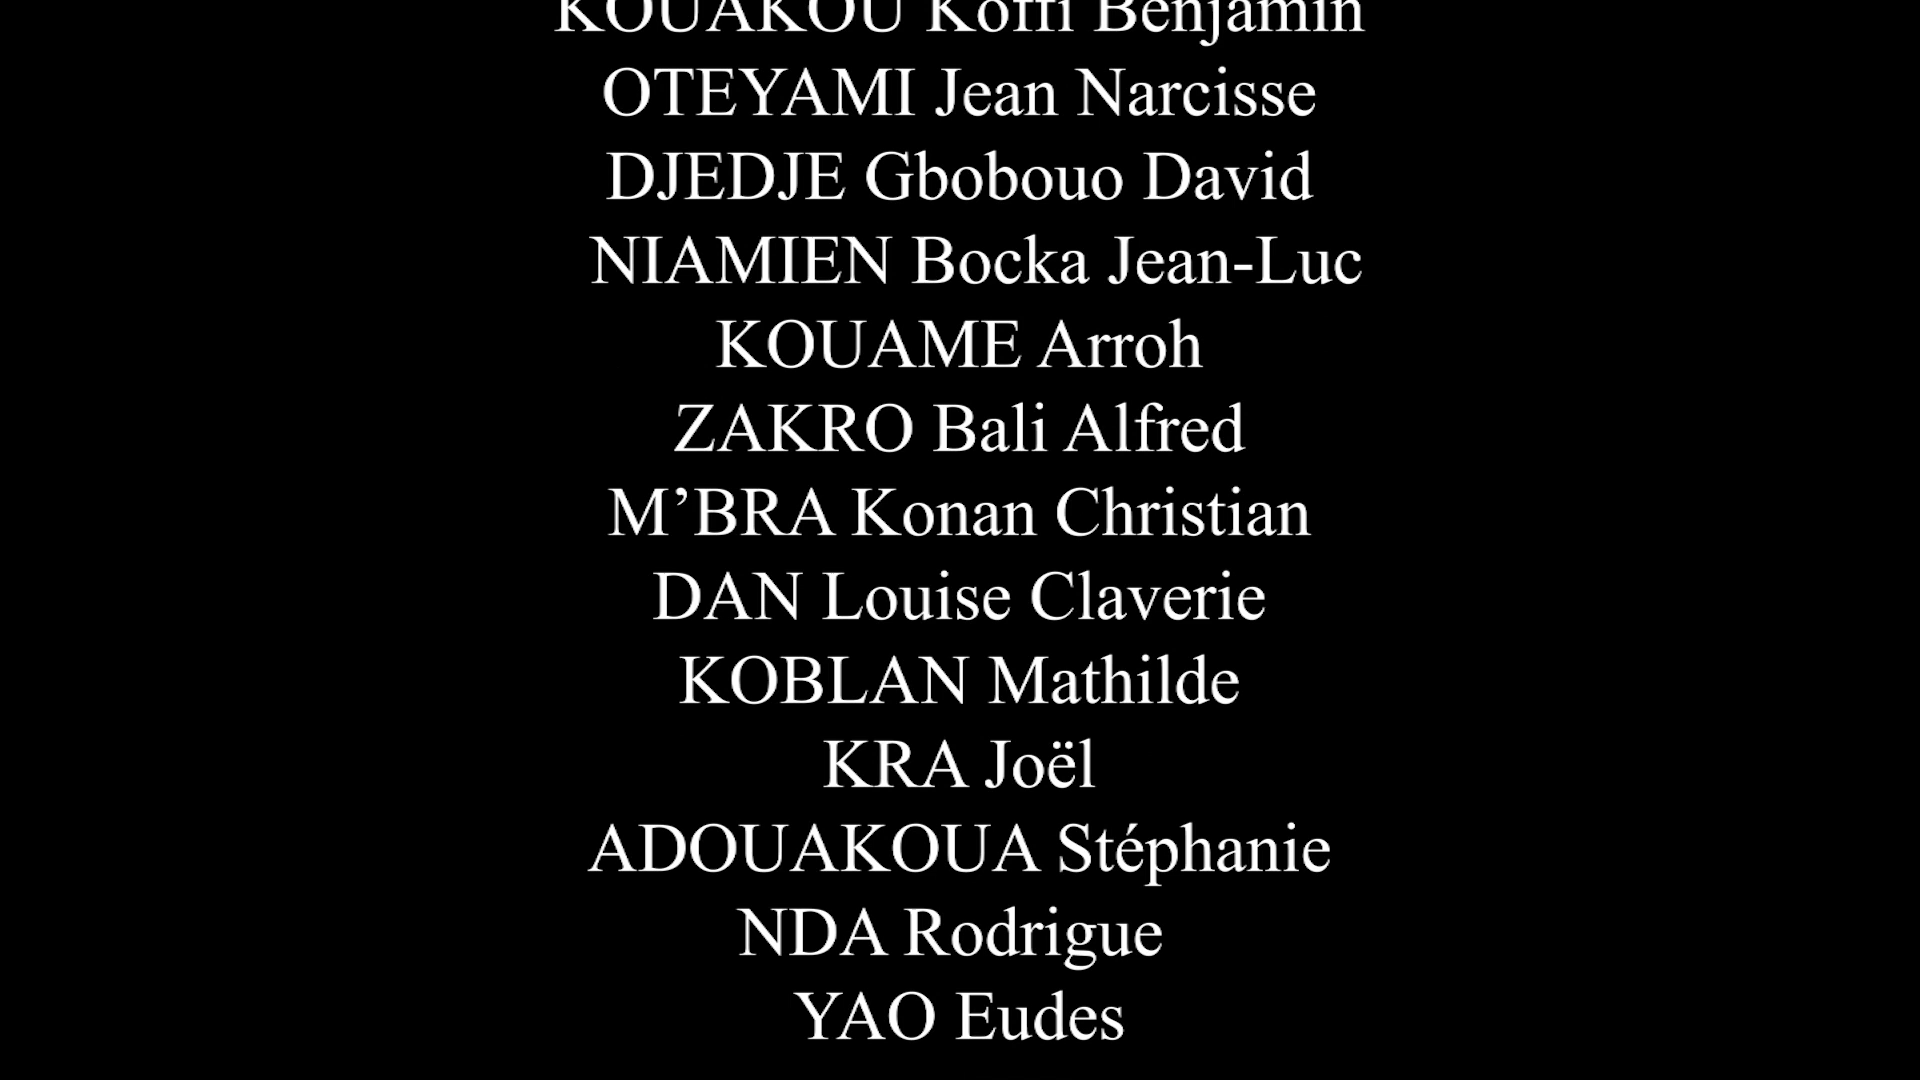 KOUAKOU Koffi Benjamin
OTEYAMI Jean Narcisse
DJEDJE Gbobouo David
NIAMIEN Bocka Jean-Luc
KOUAME Arroh
ZAKRO Bali Alfred
M’BRA Konan Christian
DAN Louise Claverie
KOBLAN Mathilde
KRA Joël
ADOUAKOUA Stéphanie
NDA Rodrigue
YAO Eudes